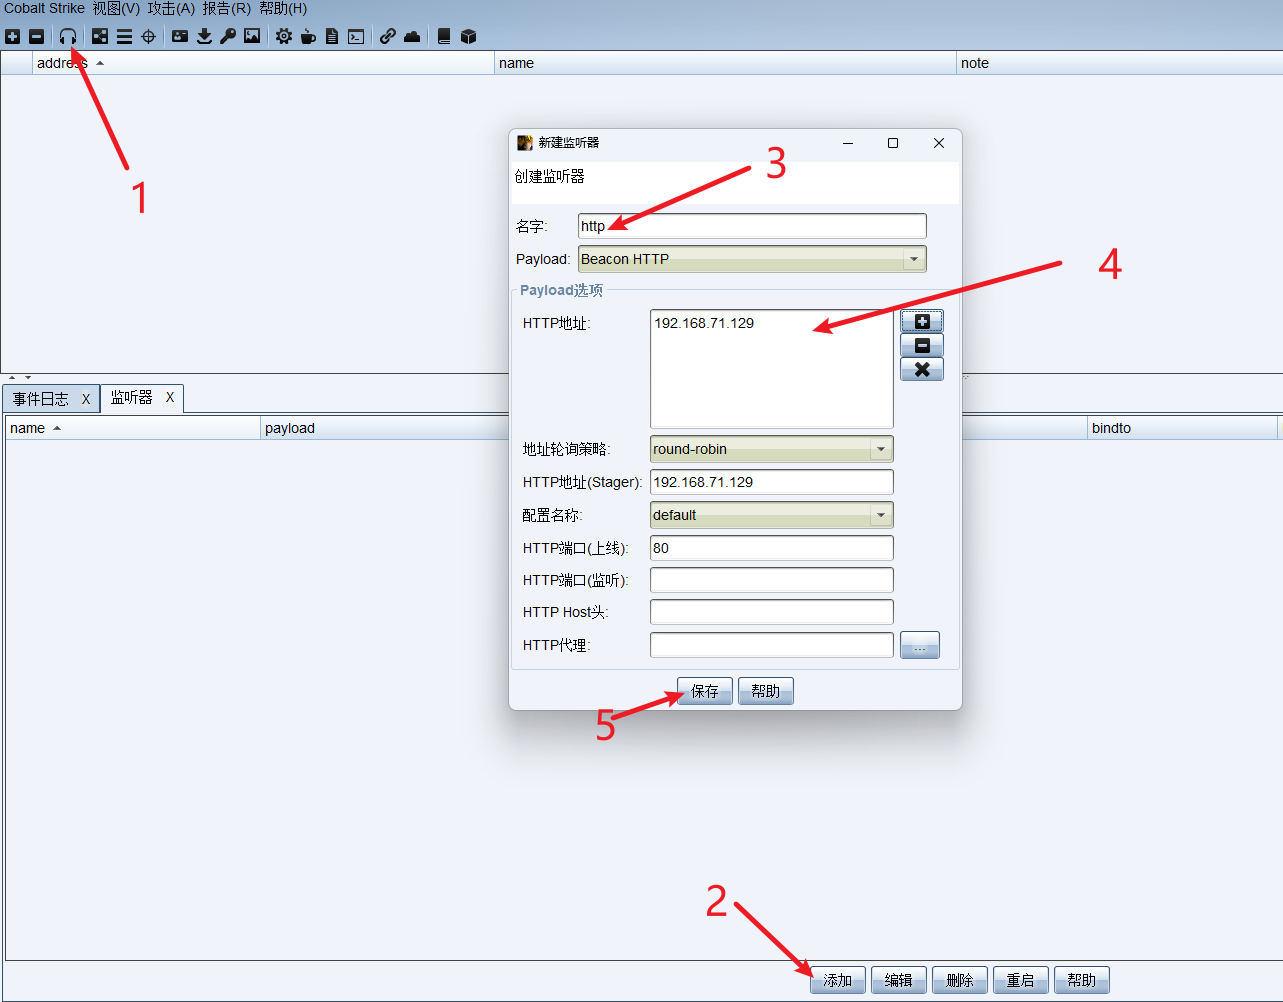 Cobalt Strike 视图(V) 攻击(A) 报告(R) 帮助(H)
address name note
1
新建监听器
创建监听器
3
名字: http
Payload: Beacon HTTP
4
Payload选项
HTTP地址: 192.168.71.129
事件日志 X 监听器 X
name payload bindto
地址轮询策略: round-robin
HTTP地址(Stager): 192.168.71.129
配置名称: default
HTTP端口(上线): 80
HTTP端口(监听):
HTTP Host头:
HTTP代理: ...
保存 帮助
5
2
添加 编辑 删除 重启 帮助